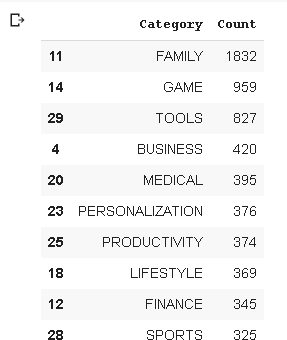 Category Count
11 FAMILY 1832
14 GAME 959
29 TOOLS 827
4 BUSINESS 420
20 MEDICAL 395
23 PERSONALIZATION 376
25 PRODUCTIVITY 374
18 LIFESTYLE 369
12 FINANCE 345
28 SPORTS 325